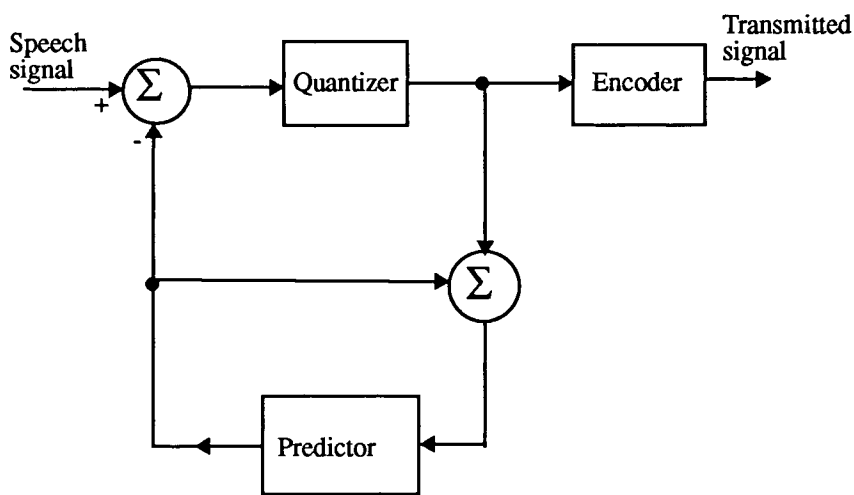 Speech
signal
+
Σ
-
Quantizer
Encoder
Transmitted
signal
Σ
Predictor